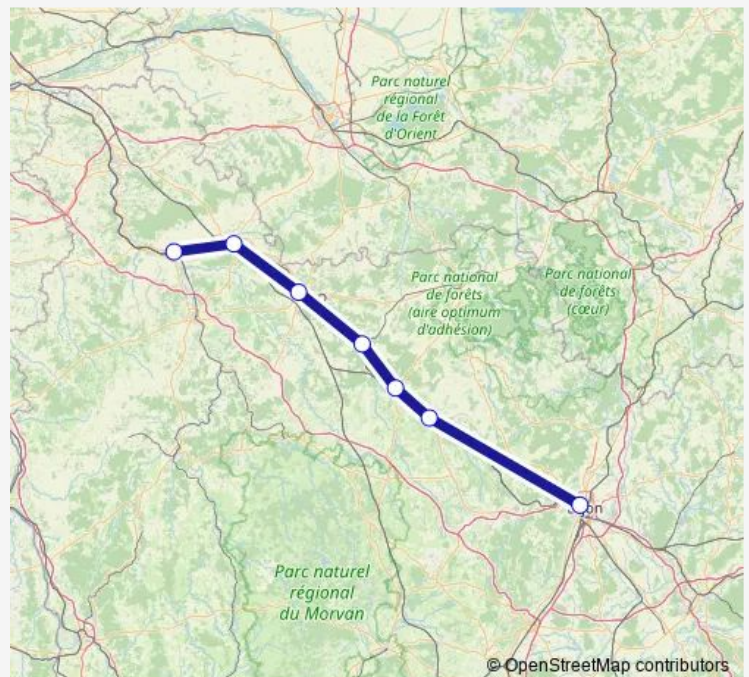 Parc naturel
régional
de la Forêt
d'Orient
Parc national
de forêts
(aire optimum
d'adhésion)
Parc national
de forêts
(cœur)
Parc naturel
régional
du Morvan
© OpenStreetMap contributors